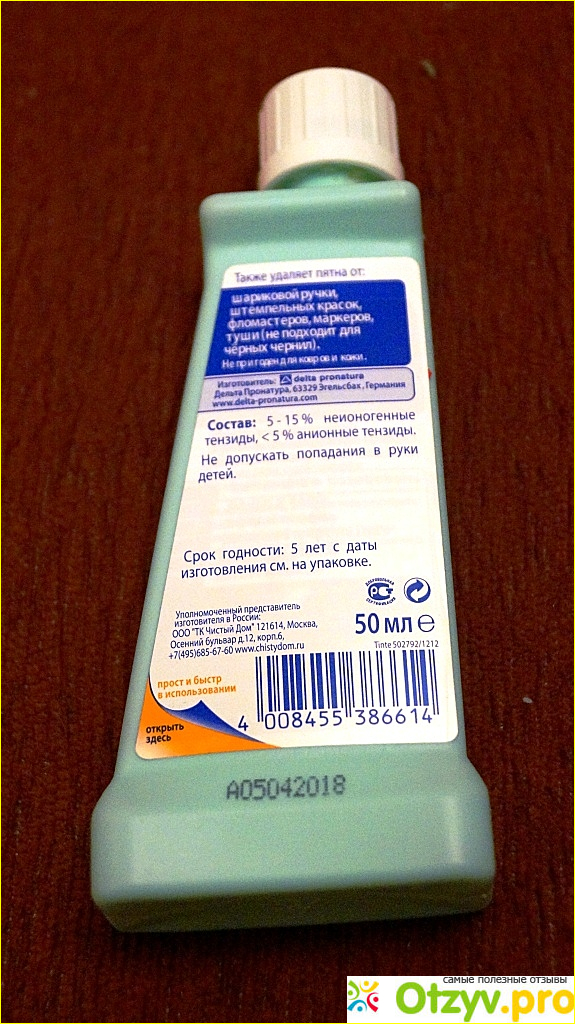 Также удаляет пятна от:
шариковой ручки,
штемпельных красок,
фломастеров, маркеров,
туши (не подходит для
чёрных чернил).
Не пригоден для ковров и кожи.
Изготовитель: delta pronatura
Дельта Пронатура, 63329 Эгельсбах, Германия
www.delta-pronatura.com
Состав: 5 - 15 % неионогенные
тензиды, < 5 % анионные тензиды.
Не допускать попадания в руки
детей.
Срок годности: 5 лет с даты
изготовления см. на упаковке.
ДОБРОВОЛЬНАЯ
СЕРТИФИКАЦИЯ
50 мл ℮
Уполномоченный представитель
изготовителя в России:
ООО "ТК Чистый Дом" 121614, Москва,
Осенний бульвар д.12, корп.6,
+7(495)685-67-60 www.chistydom.ru
Tinte 502792/1212
прост и быстр
в использовании
открыть
здесь
4 008455 386614
A05042018
самые полезные отзывы
Otzyv.pro